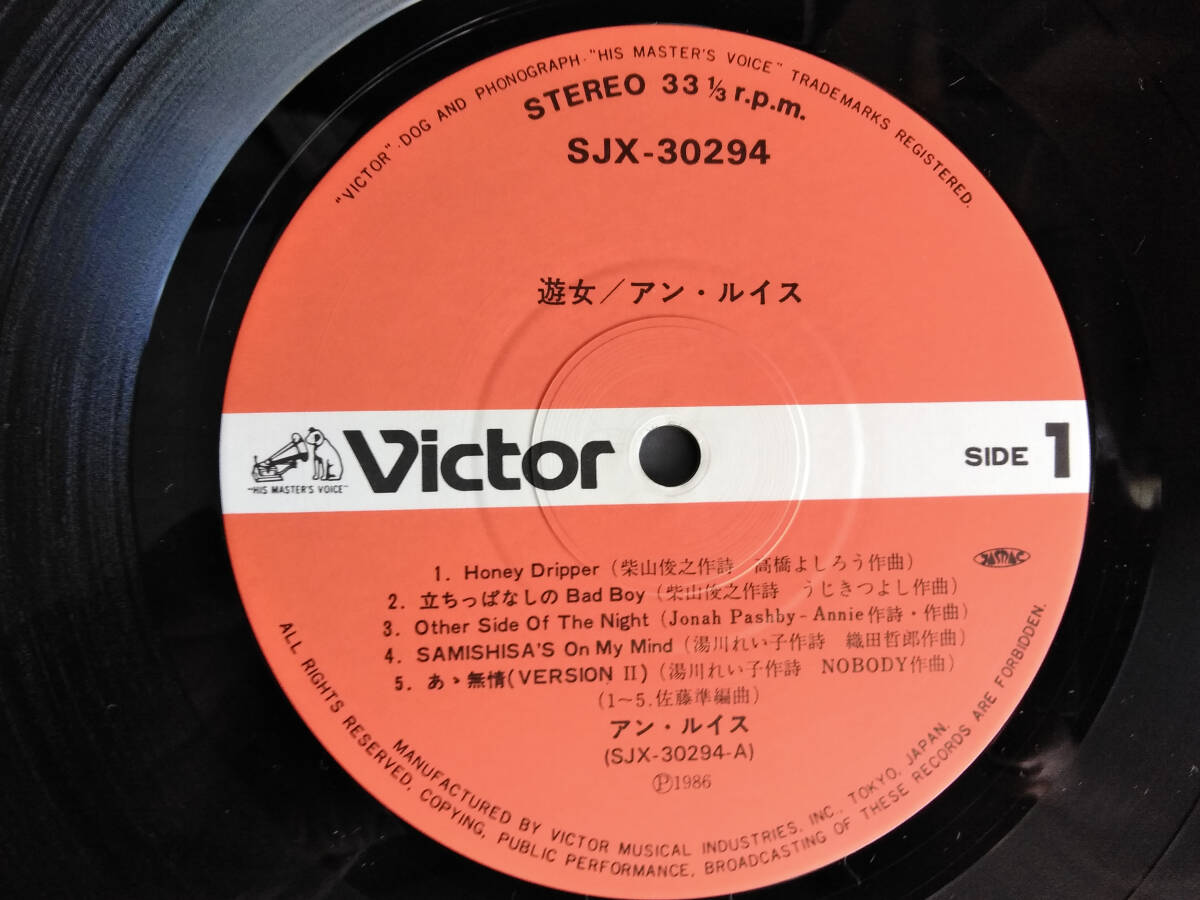 "VICTOR"·DOG AND PHONOGRAPH·"HIS MASTER'S VOICE" TRADEMARKS REGISTERED.
STEREO 33 ⅓ r.p.m.
SJX-30294
遊女／アン・ルイス
"HIS MASTER'S VOICE"
Victor
SIDE 1
1. Honey Dripper (柴山俊之作詩 高橋よしろう作曲)
JASRAC
2. 立ちっぱなしの Bad Boy (柴山俊之作詩 うじきつよし作曲)
3. Other Side Of The Night (Jonah Pashby-Annie作詩・作曲)
4. SAMISHISA'S On My Mind (湯川れい子作詩 織田哲郎作曲)
5. あゝ無情(VERSION II) (湯川れい子作詩 NOBODY作曲)
(1〜5.佐藤準編曲)
アン・ルイス
(SJX-30294-A)
Ⓟ1986
MANUFACTURED BY VICTOR MUSICAL INDUSTRIES, INC., TOKYO, JAPAN.
ALL RIGHTS RESERVED, COPYING, PUBLIC PERFORMANCE, BROADCASTING OF THESE RECORDS ARE FORBIDDEN.